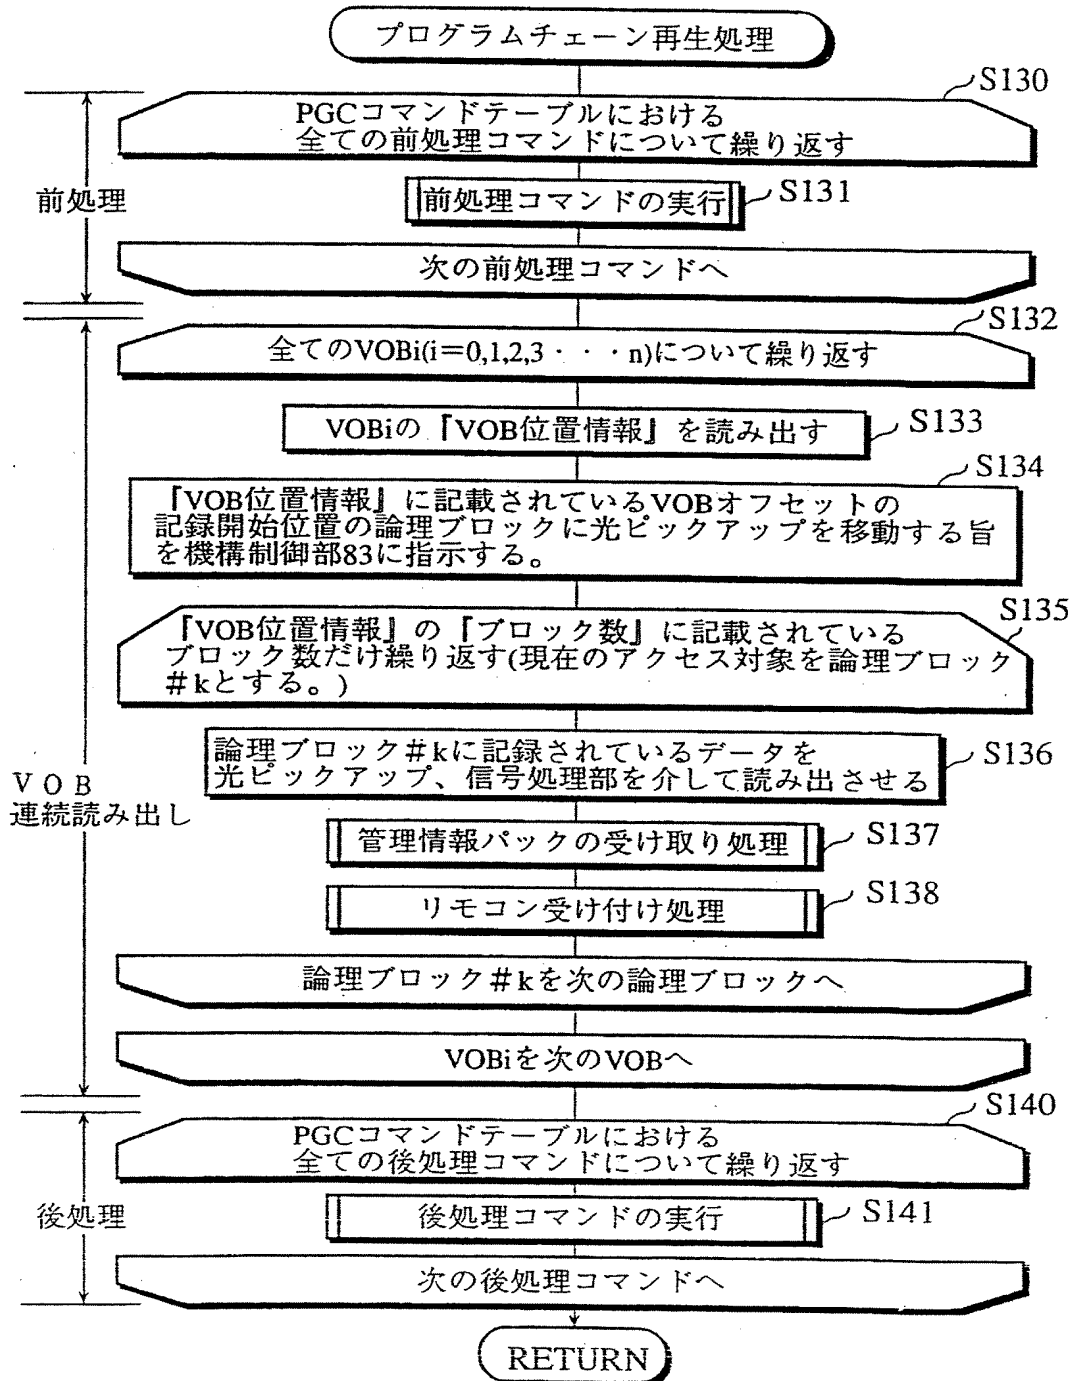 プログラムチェーン再生処理
S130
PGCコマンドテーブルにおける
全ての前処理コマンドについて繰り返す
前処理
前処理コマンドの実行
S131
次の前処理コマンドへ
S132
全てのVOBi(i=0,1,2,3・・・n)について繰り返す
VOBiの『VOB位置情報』を読み出す
S133
S134
『VOB位置情報』に記載されているVOBオフセットの
記録開始位置の論理ブロックに光ピックアップを移動する旨
を機構制御部83に指示する。
S135
『VOB位置情報』の『ブロック数』に記載されている
ブロック数だけ繰り返す(現在のアクセス対象を論理ブロック
#kとする。)
論理ブロック#kに記録されているデータを
光ピックアップ、信号処理部を介して読み出させる
S136
VOB
連続読み出し
管理情報パックの受け取り処理
S137
リモコン受け付け処理
S138
論理ブロック#kを次の論理ブロックへ
VOBiを次のVOBへ
S140
PGCコマンドテーブルにおける
全ての後処理コマンドについて繰り返す
後処理
後処理コマンドの実行
S141
次の後処理コマンドへ
RETURN